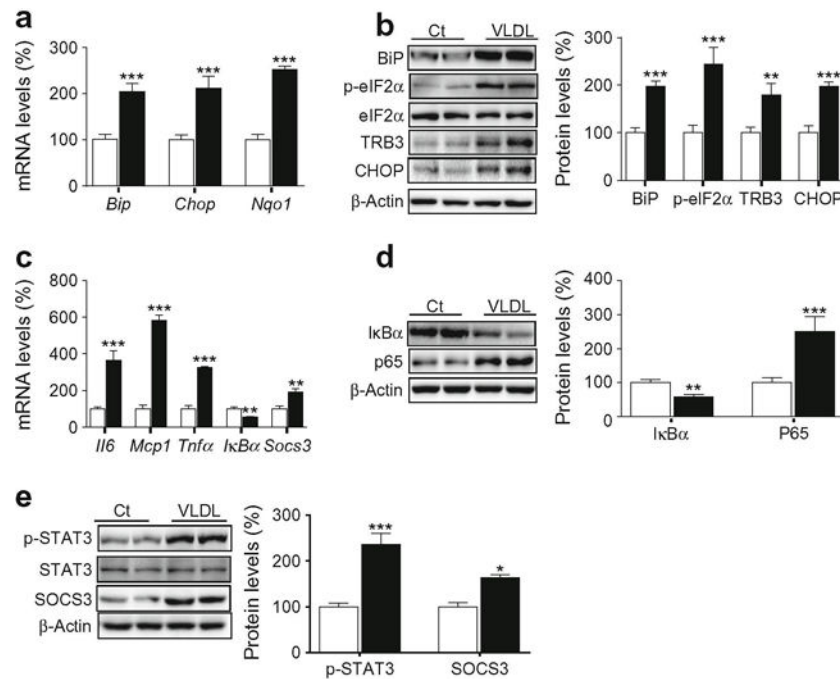 a
mRNA levels (%)
300
200
100
0
***
***
***
Bip Chop Nqo1
b
Ct VLDL
BiP
p-eIF2α
eIF2α
TRB3
CHOP
β-Actin
Protein levels (%)
300
200
100
0
***
***
**
***
BiP p-eIF2α TRB3 CHOP
c
mRNA levels (%)
800
600
400
200
0
***
***
***
**
**
Il6 Mcp1 Tnfα IκBα Socs3
d
Ct VLDL
IκBα
p65
β-Actin
Protein levels (%)
400
300
200
100
0
**
***
IκBα P65
e
Ct VLDL
p-STAT3
STAT3
SOCS3
β-Actin
Protein levels (%)
300
200
100
0
***
*
p-STAT3 SOCS3